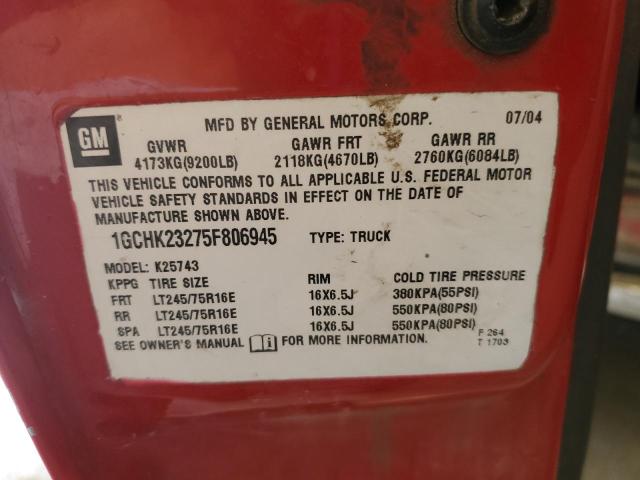 MFD BY GENERAL MOTORS CORP. 07/04
GM
GVWR GAWR FRT GAWR RR
4173KG(9200LB) 2118KG(4670LB) 2760KG(6084LB)
THIS VEHICLE CONFORMS TO ALL APPLICABLE U.S. FEDERAL MOTOR
VEHICLE SAFETY STANDARDS IN EFFECT ON THE DATE OF
MANUFACTURE SHOWN ABOVE.
1GCHK23275F806945 TYPE: TRUCK
MODEL: K25743
KPPG TIRE SIZE RIM COLD TIRE PRESSURE
FRT LT245/75R16E 16X6.5J 380KPA(55PSI)
RR LT245/75R16E 16X6.5J 550KPA(80PSI)
SPA LT245/75R16E 16X6.5J 550KPA(80PSI)
SEE OWNER'S MANUAL i FOR MORE INFORMATION.
F 264
T 1703